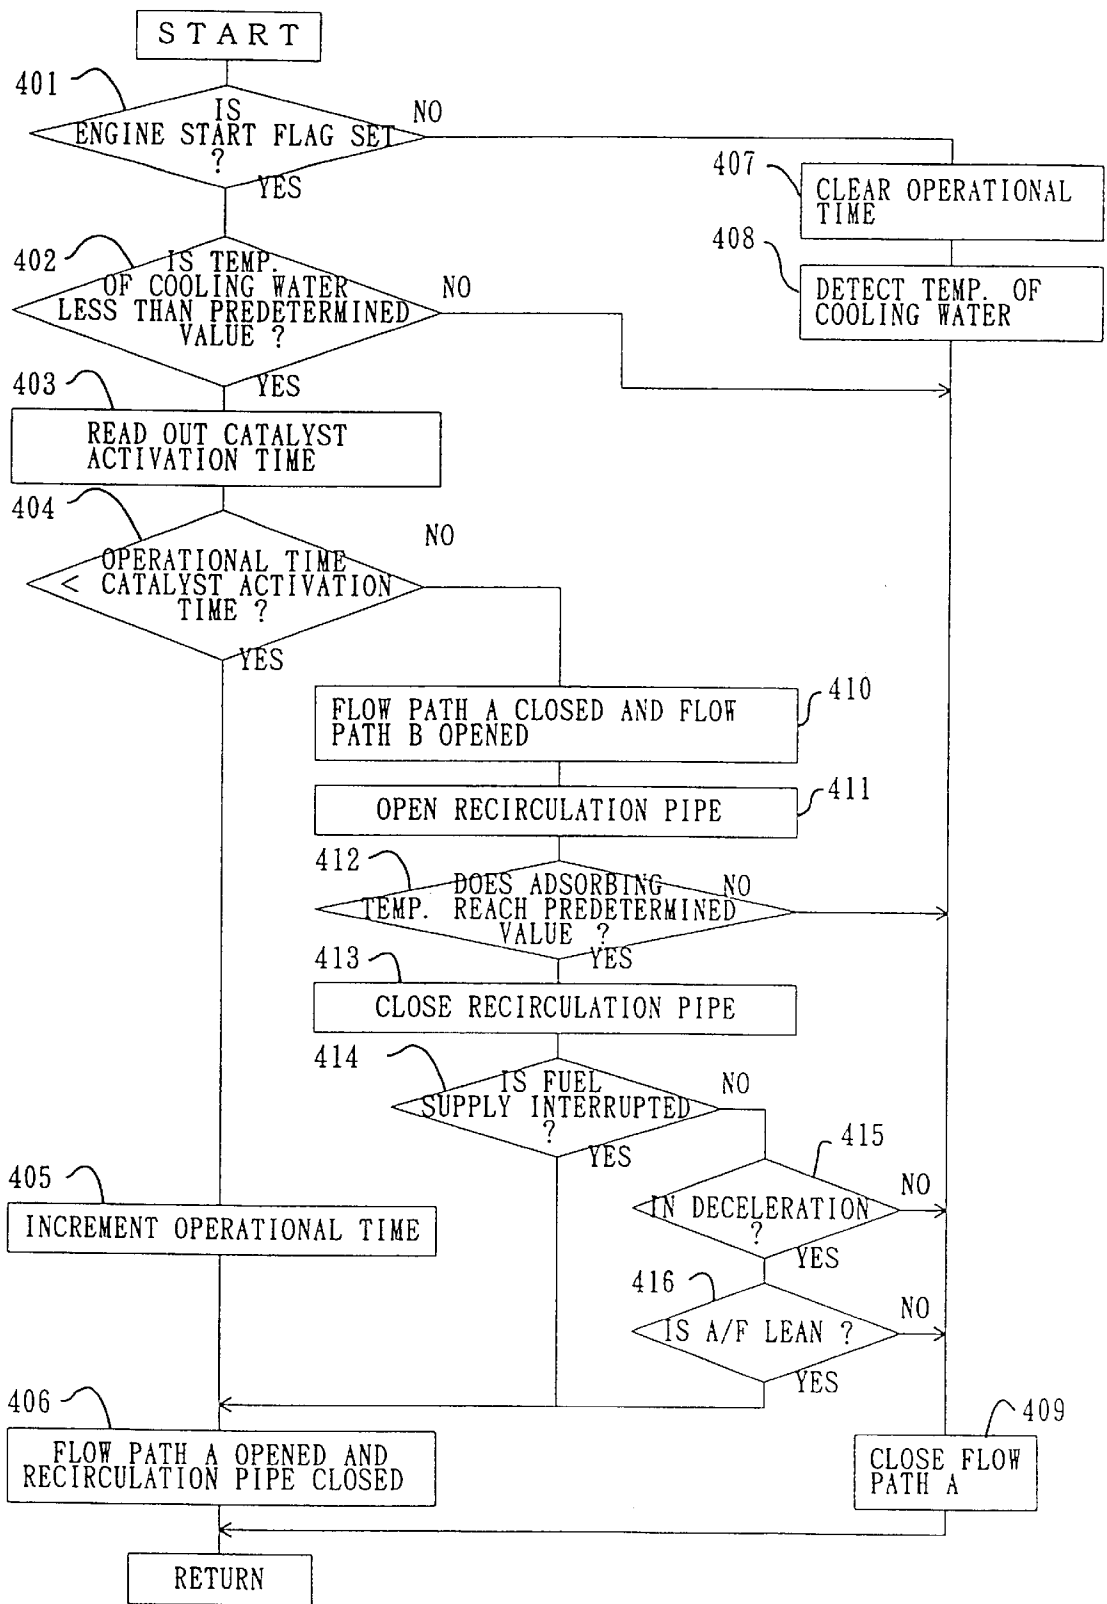 START
401
IS
ENGINE START FLAG SET
?
NO
YES
407
CLEAR OPERATIONAL
TIME
408
DETECT TEMP. OF
COOLING WATER
402
IS TEMP.
OF COOLING WATER
LESS THAN PREDETERMINED
VALUE ?
NO
YES
403
READ OUT CATALYST
ACTIVATION TIME
404
OPERATIONAL TIME
< CATALYST ACTIVATION
TIME ?
NO
YES
410
FLOW PATH A CLOSED AND FLOW
PATH B OPENED
411
OPEN RECIRCULATION PIPE
412
DOES ADSORBING
TEMP. REACH PREDETERMINED
VALUE ?
NO
YES
413
CLOSE RECIRCULATION PIPE
414
IS FUEL
SUPPLY INTERRUPTED
?
NO
YES
415
IN DECELERATION
?
NO
YES
405
INCREMENT OPERATIONAL TIME
416
IS A/F LEAN ?
NO
YES
406
FLOW PATH A OPENED AND
RECIRCULATION PIPE CLOSED
409
CLOSE FLOW
PATH A
RETURN